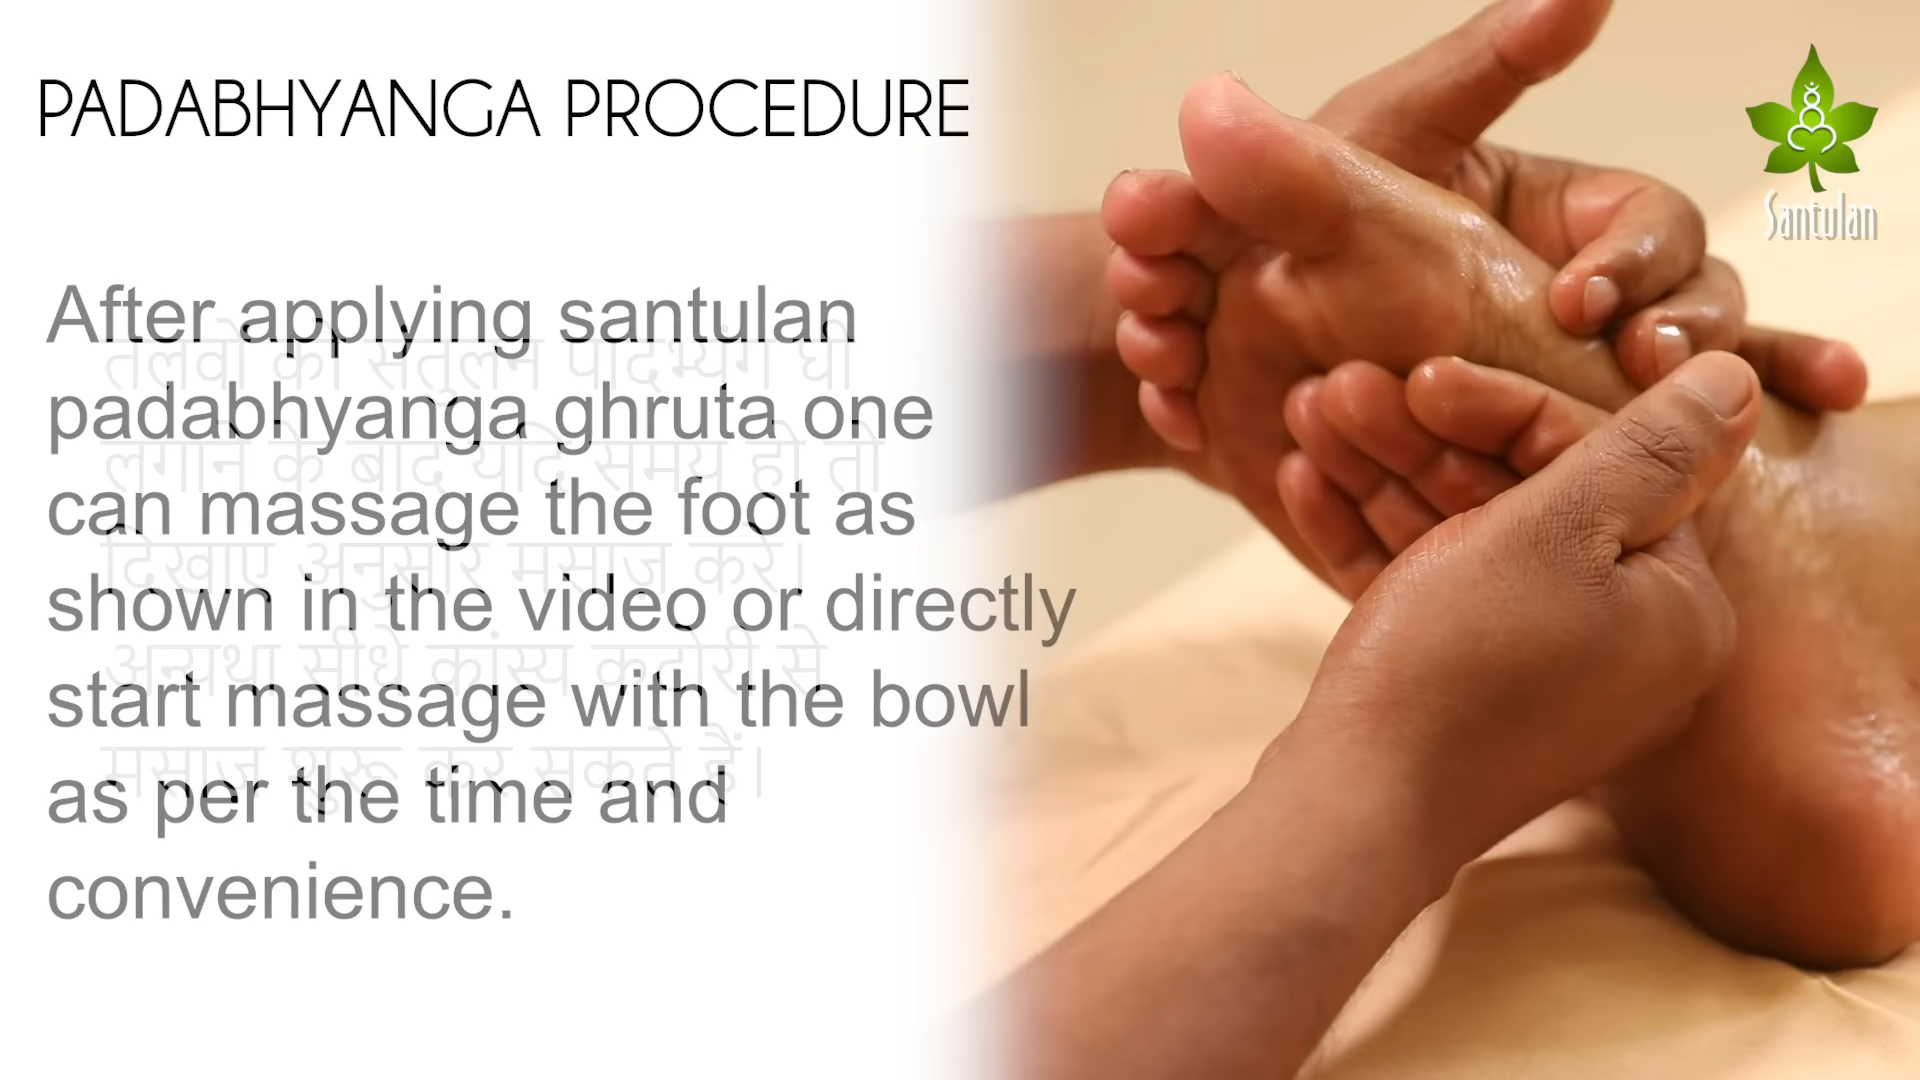 PADABHYANGA PROCEDURE
Santulan
After applying santulan
padabhyanga ghruta one
can massage the foot as
shown in the video or directly
start massage with the bowl
as per the time and
convenience.
तलवों को संतुलन पादभ्यंग घी
लगाने के बाद यदि समय हो तो
दिखाए अनुसार मसाज करे।
अन्यथा सीधे कांस्य कटोरी से
मसाज शुरू कर सकते हैं।